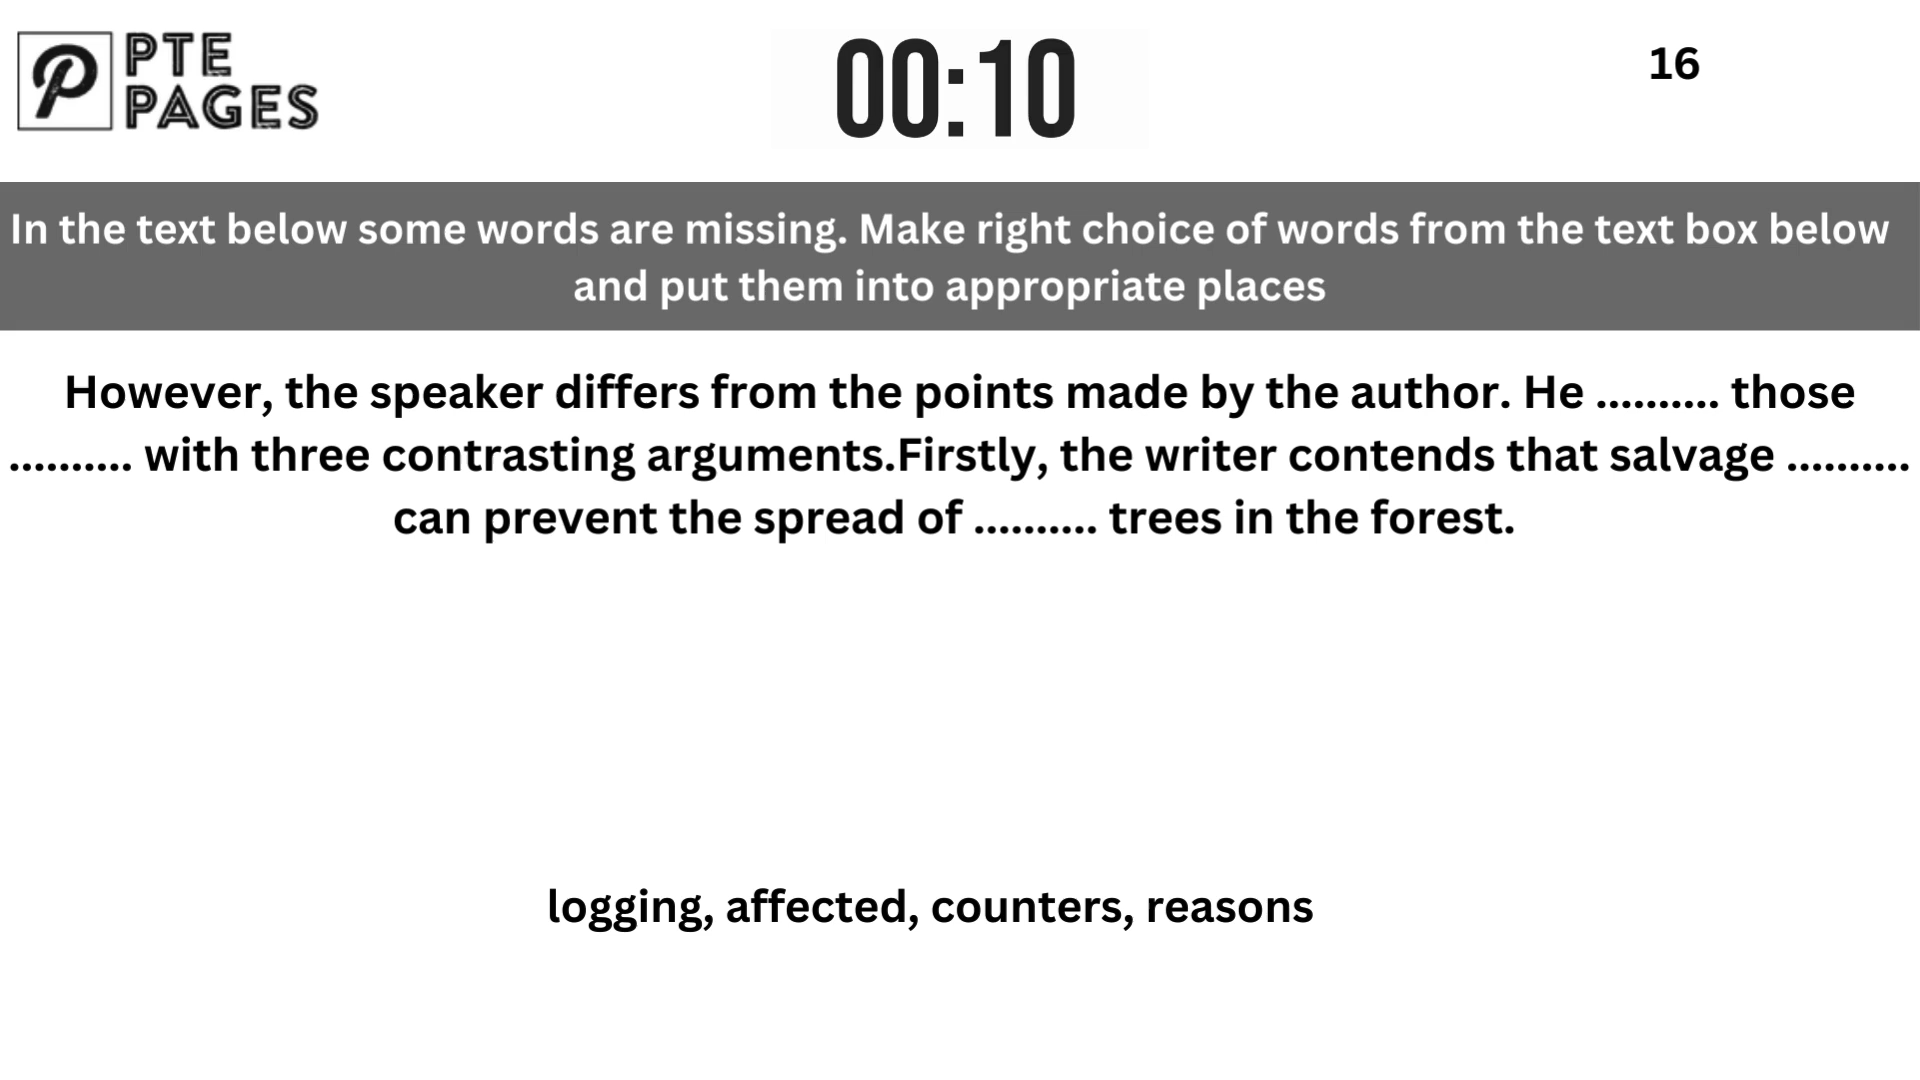 PTE
PAGES
00:10
16
In the text below some words are missing. Make right choice of words from the text box below
and put them into appropriate places
However, the speaker differs from the points made by the author. He .......... those
.......... with three contrasting arguments.Firstly, the writer contends that salvage ..........
can prevent the spread of .......... trees in the forest.
logging, affected, counters, reasons